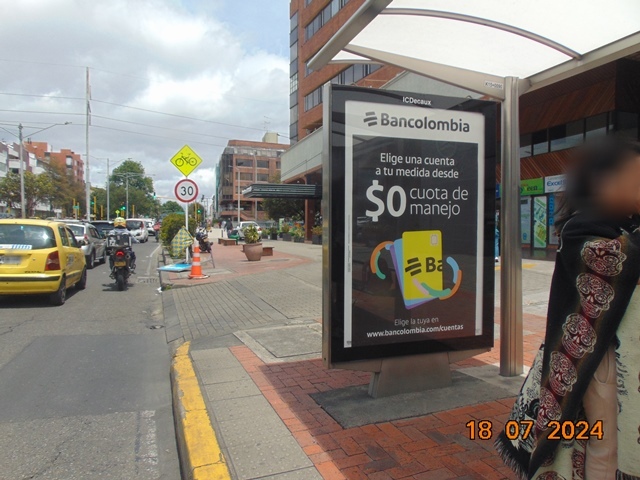 JCDecaux
Bancolombia
Elige una cuenta
a tu medida desde
$0 cuota de
manejo
Ba
Elige la tuya en
www.bancolombia.com/cuentas
30
18 07 2024